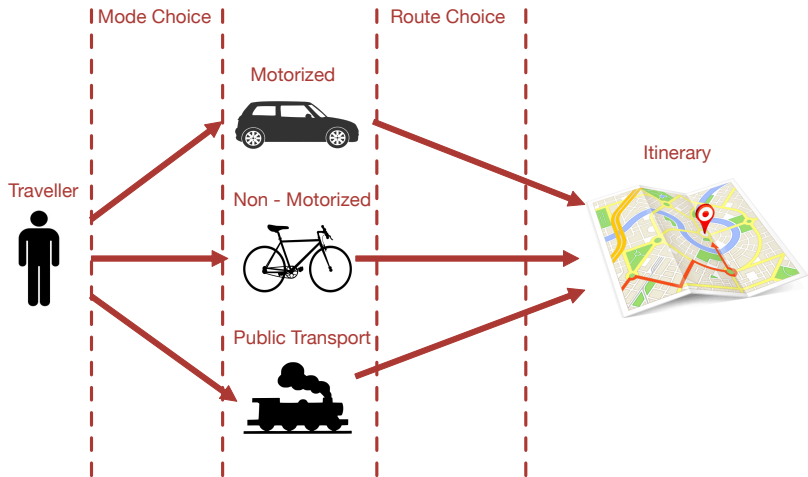 Mode Choice
Route Choice
Motorized
Itinerary
Traveller
Non - Motorized
Public Transport